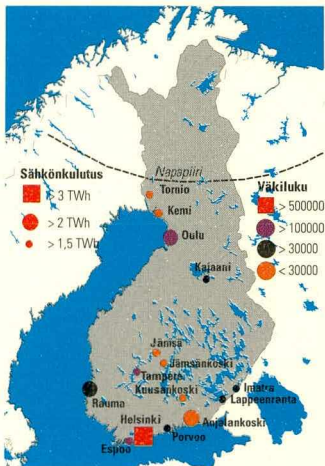 Napapiiri
Sähkönkulutus
> 3 TWh
> 2 TWh
> 1,5 TWh
Väkiluku
> 500000
> 100000
> 30000
< 30000
Tornio
Kemi
Oulu
Kajaani
Jämsä
Jämsänkoski
Tampere
Kuusankoski
Imatra
Lappeenranta
Rauma
Anjalankoski
Helsinki
Porvoo
Espoo